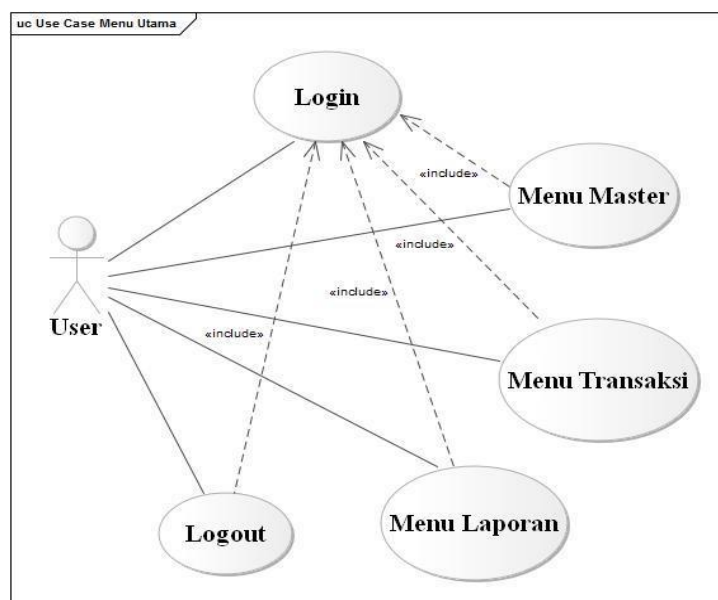 uc Use Case Menu Utama
Login
«include»
Menu Master
«include»
«include»
User
«include»
Menu Transaksi
Logout
Menu Laporan